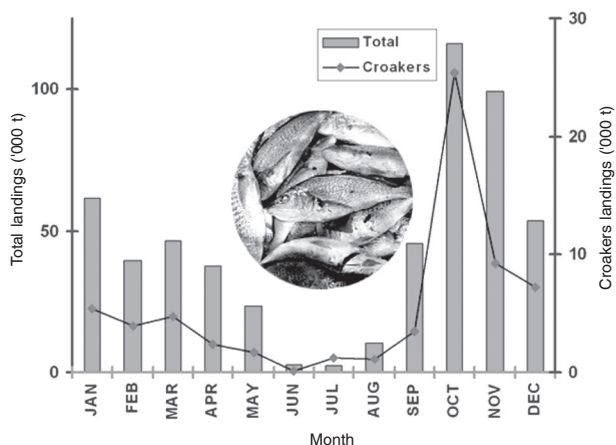 30
Total
Croakers
100
20
Total landings ('000 t)
Croakers landings ('000 t)
50
10
0
0
JAN
FEB
MAR
APR
MAY
JUN
JUL
AUG
SEP
OCT
NOV
DEC
Month